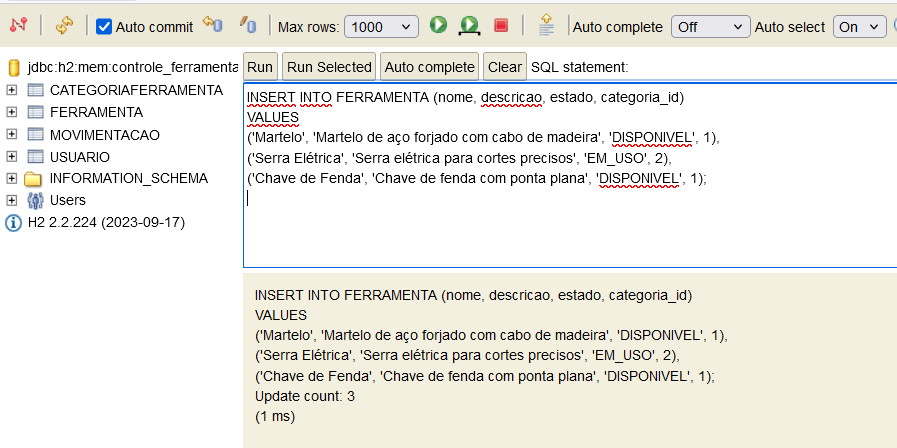 Auto commit
Max rows: 1000
Auto complete Off
Auto select On
jdbc:h2:mem:controle_ferramenta
CATEGORIAFERRAMENTA
FERRAMENTA
MOVIMENTACAO
USUARIO
INFORMATION_SCHEMA
Users
H2 2.2.224 (2023-09-17)
Run Run Selected Auto complete Clear SQL statement:
INSERT INTO FERRAMENTA (nome, descricao, estado, categoria_id)
VALUES
('Martelo', 'Martelo de aço forjado com cabo de madeira', 'DISPONIVEL', 1),
('Serra Elétrica', 'Serra elétrica para cortes precisos', 'EM_USO', 2),
('Chave de Fenda', 'Chave de fenda com ponta plana', 'DISPONIVEL', 1);
INSERT INTO FERRAMENTA (nome, descricao, estado, categoria_id)
VALUES
('Martelo', 'Martelo de aço forjado com cabo de madeira', 'DISPONIVEL', 1),
('Serra Elétrica', 'Serra elétrica para cortes precisos', 'EM_USO', 2),
('Chave de Fenda', 'Chave de fenda com ponta plana', 'DISPONIVEL', 1);
Update count: 3
(1 ms)